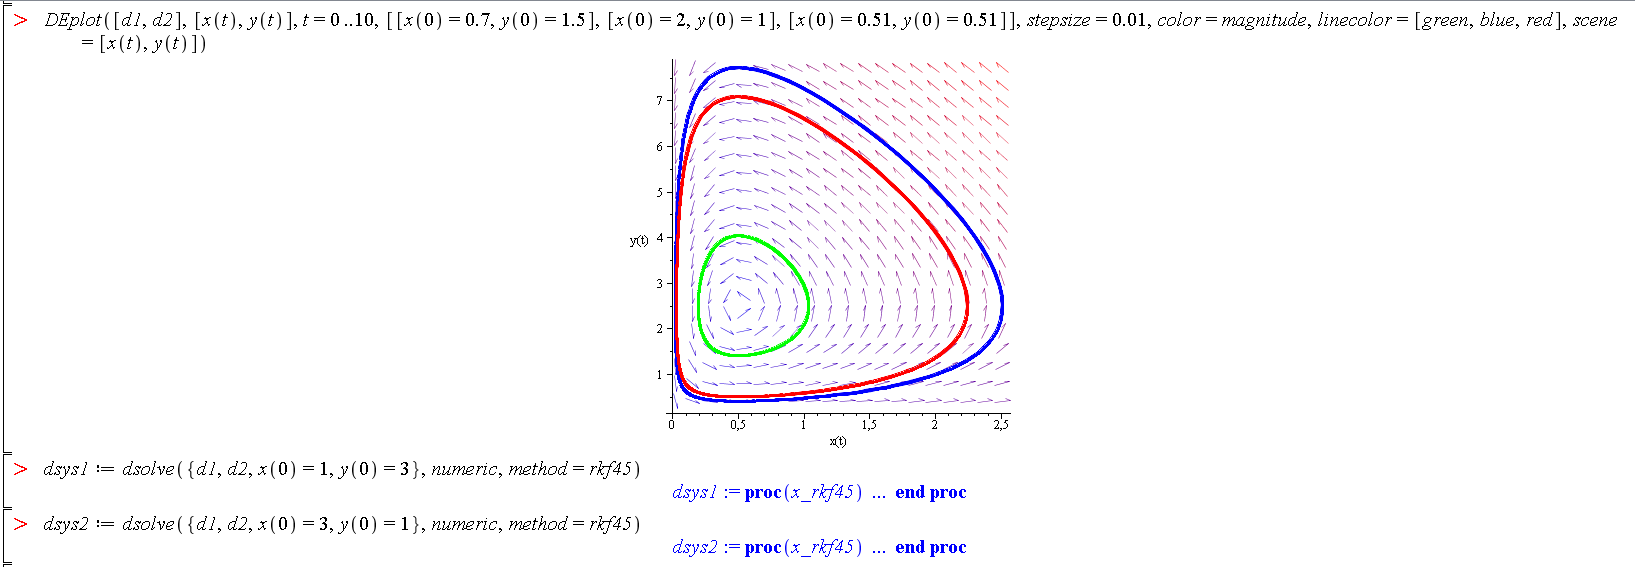 > DEplot([d1, d2], [x(t), y(t)], t = 0 ..10, [[x(0) = 0.7, y(0) = 1.5], [x(0) = 2, y(0) = 1], [x(0) = 0.51, y(0) = 0.51]], stepsize = 0.01, color = magnitude, linecolor = [green, blue, red], scene
= [x(t), y(t)])
7
6
5
y(t) 4
3
2
1
0 0,5 1 1,5 2 2,5
x(t)
> dsys1 := dsolve({d1, d2, x(0) = 1, y(0) = 3}, numeric, method = rkf45)
dsys1 := proc(x_rkf45) ... end proc
> dsys2 := dsolve({d1, d2, x(0) = 3, y(0) = 1}, numeric, method = rkf45)
dsys2 := proc(x_rkf45) ... end proc